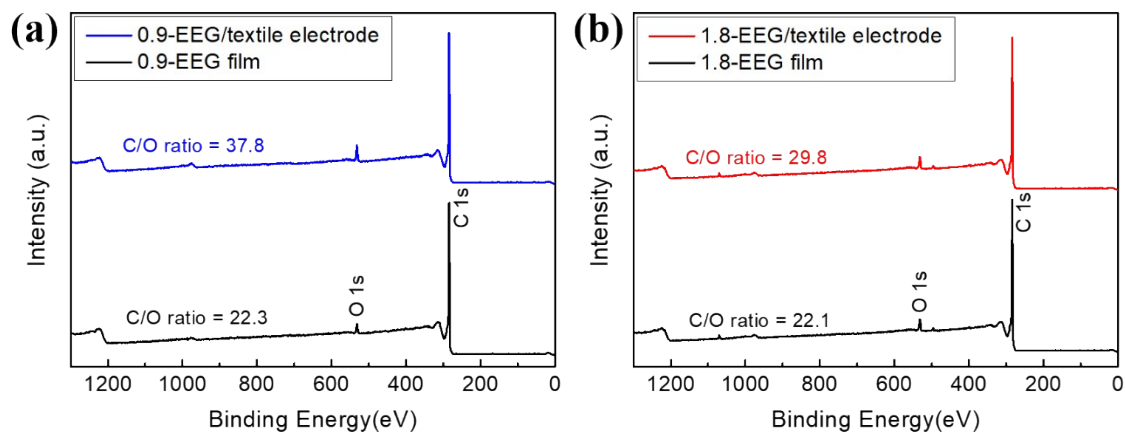 (a)
0.9-EEG/textile electrode
0.9-EEG film
C/O ratio = 37.8
C 1s
O 1s
C/O ratio = 22.3
Intensity (a.u.)
1200 1000 800 600 400 200 0
Binding Energy(eV)
(b)
1.8-EEG/textile electrode
1.8-EEG film
C/O ratio = 29.8
C 1s
O 1s
C/O ratio = 22.1
Intensity (a.u.)
1200 1000 800 600 400 200 0
Binding Energy(eV)